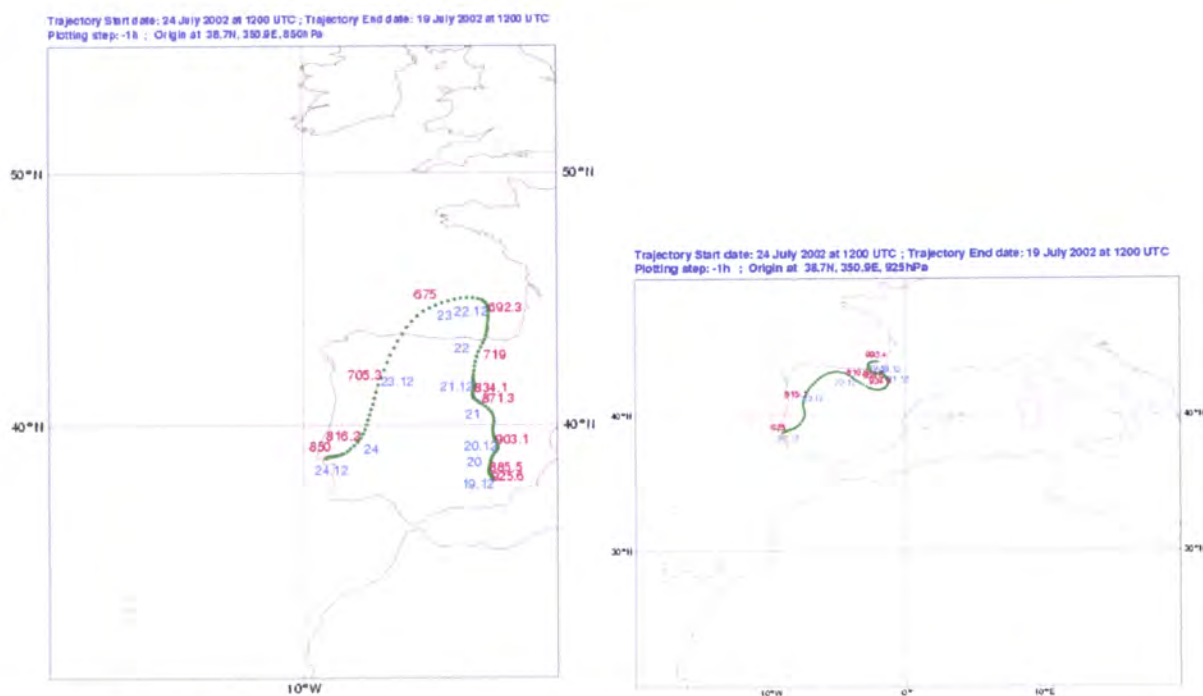 Trajectory Start date: 24 July 2002 at 1200 UTC ; Trajectory End date: 19 July 2002 at 1200 UTC
Plotting step: -1h ; Origin at 38.7N, 350.9E, 850hPa
50°N
50°N
675
692.3
23
22.12
22
719
705.3
23.12
21.12
834.1
871.3
40°N
21
40°N
816.2
903.1
850
24
20.12
20
885.5
24.12
925.6
19.12
10°W
Trajectory Start date: 24 July 2002 at 1200 UTC ; Trajectory End date: 19 July 2002 at 1200 UTC
Plotting step: -1h ; Origin at 38.7N, 350.9E, 925hPa
40°N
40°N
925
30°N
30°N
10°W
0°
10°E